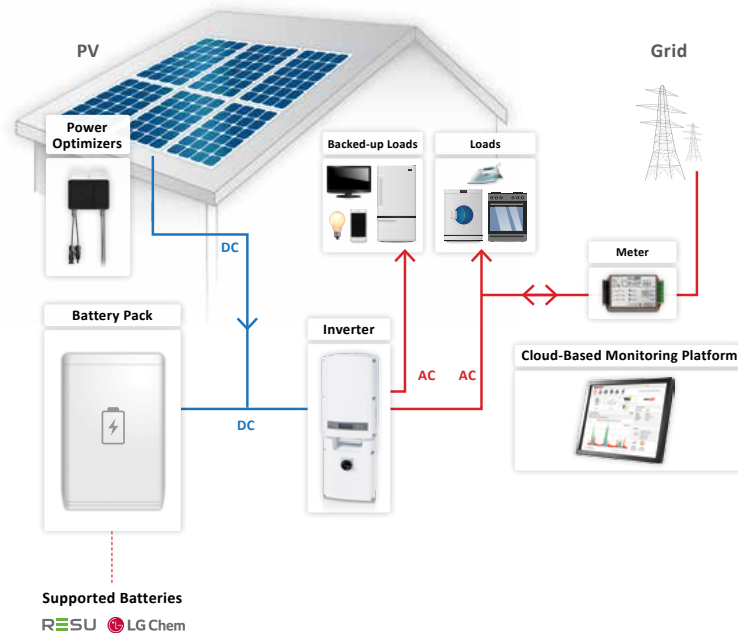 PV
Grid
Power
Optimizers
Backed-up Loads
Loads
DC
Meter
Battery Pack
Inverter
Cloud-Based Monitoring Platform
AC
AC
DC
Supported Batteries
RESU
LG Chem